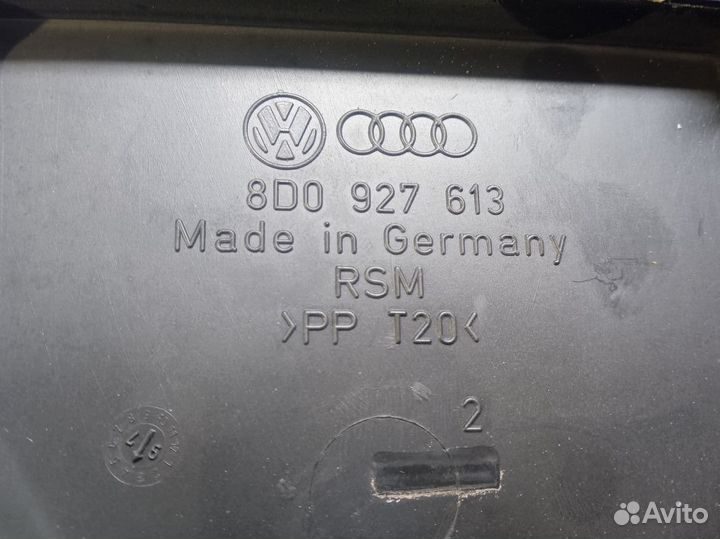 8D0 927 613
Made in Germany
RSM
>PP T20<
2
Avito